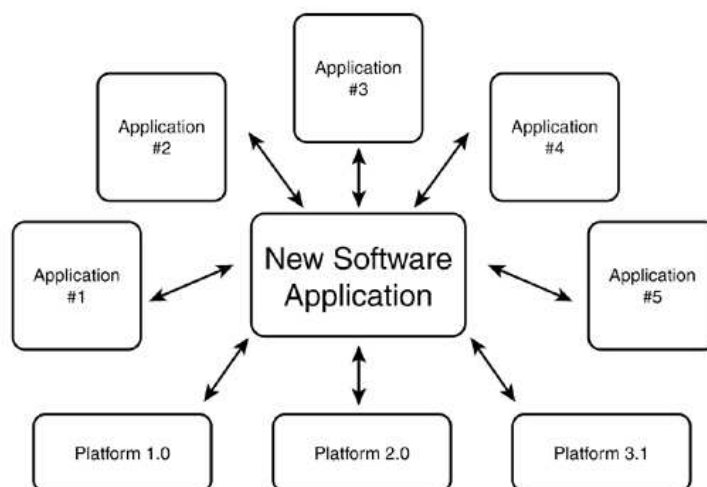 Application
#3
Application
#2
Application
#4
New Software
Application
Application
#1
Application
#5
Platform 1.0
Platform 2.0
Platform 3.1